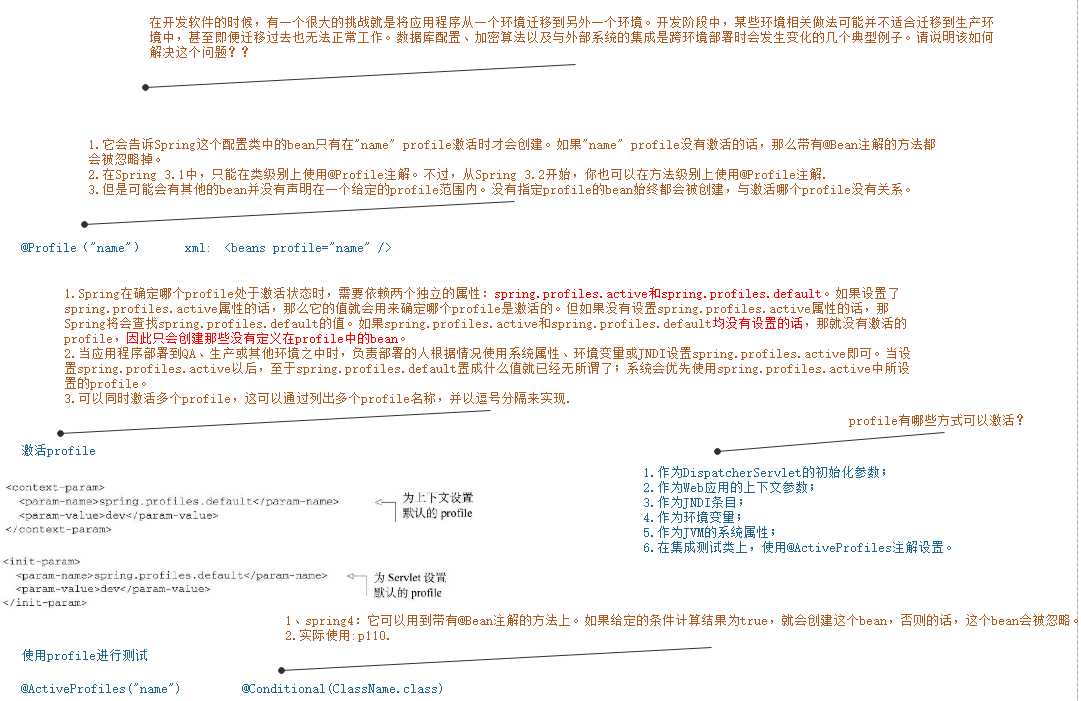 在开发软件的时候，有一个很大的挑战就是将应用程序从一个环境迁移到另外一个环境。开发阶段中，某些环境相关做法可能并不适合迁移到生产环
境中，甚至即便迁移过去也无法正常工作。数据库配置、加密算法以及与外部系统的集成是跨环境部署时会发生变化的几个典型例子。请说明该如何
解决这个问题？？
1.它会告诉Spring这个配置类中的bean只有在"name" profile激活时才会创建。如果"name" profile没有激活的话，那么带有@Bean注解的方法都
会被忽略掉。
2.在Spring 3.1中，只能在类级别上使用@Profile注解。不过，从Spring 3.2开始，你也可以在方法级别上使用@Profile注解.
3.但是可能会有其他的bean并没有声明在一个给定的profile范围内。没有指定profile的bean始终都会被创建，与激活哪个profile没有关系。
@Profile ("name")    xml: <beans profile="name" />
1.Spring在确定哪个profile处于激活状态时，需要依赖两个独立的属性：spring.profiles.active和spring.profiles.default。如果设置了
spring.profiles.active属性的话，那么它的值就会用来确定哪个profile是激活的。但如果没有设置spring.profiles.active属性的话，那
Spring将会查找spring.profiles.default的值。如果spring.profiles.active和spring.profiles.default均没有设置的话，那就没有激活的
profile，因此只会创建那些没有定义在profile中的bean。
2.当应用程序部署到QA、生产或其他环境之中时，负责部署的人根据情况使用系统属性、环境变量或JNDI设置spring.profiles.active即可。当设
置spring.profiles.active以后，至于spring.profiles.default置成什么值就已经无所谓了；系统会优先使用spring.profiles.active中所设
置的profile。
3.可以同时激活多个profile，这可以通过列出多个profile名称，并以逗号分隔来实现.
激活profile
profile有哪些方式可以激活？
1.作为DispatcherServlet的初始化参数；
2.作为Web应用的上下文参数；
3.作为JNDI条目；
4.作为环境变量；
5.作为JVM的系统属性；
6.在集成测试类上，使用@ActiveProfiles注解设置。
<context-param>
<param-name>spring.profiles.default</param-name>
<param-value>dev</param-value>
</context-param>
为上下文设置
默认的 profile
<init-param>
<param-name>spring.profiles.default</param-name>
<param-value>dev</param-value>
</init-param>
为 Servlet 设置
默认的 profile
1、spring4：它可以用到带有@Bean注解的方法上。如果给定的条件计算结果为true，就会创建这个bean，否则的话，这个bean会被忽略。
2.实际使用:p110.
使用profile进行测试
@ActiveProfiles("name")    @Conditional(ClassName.class)